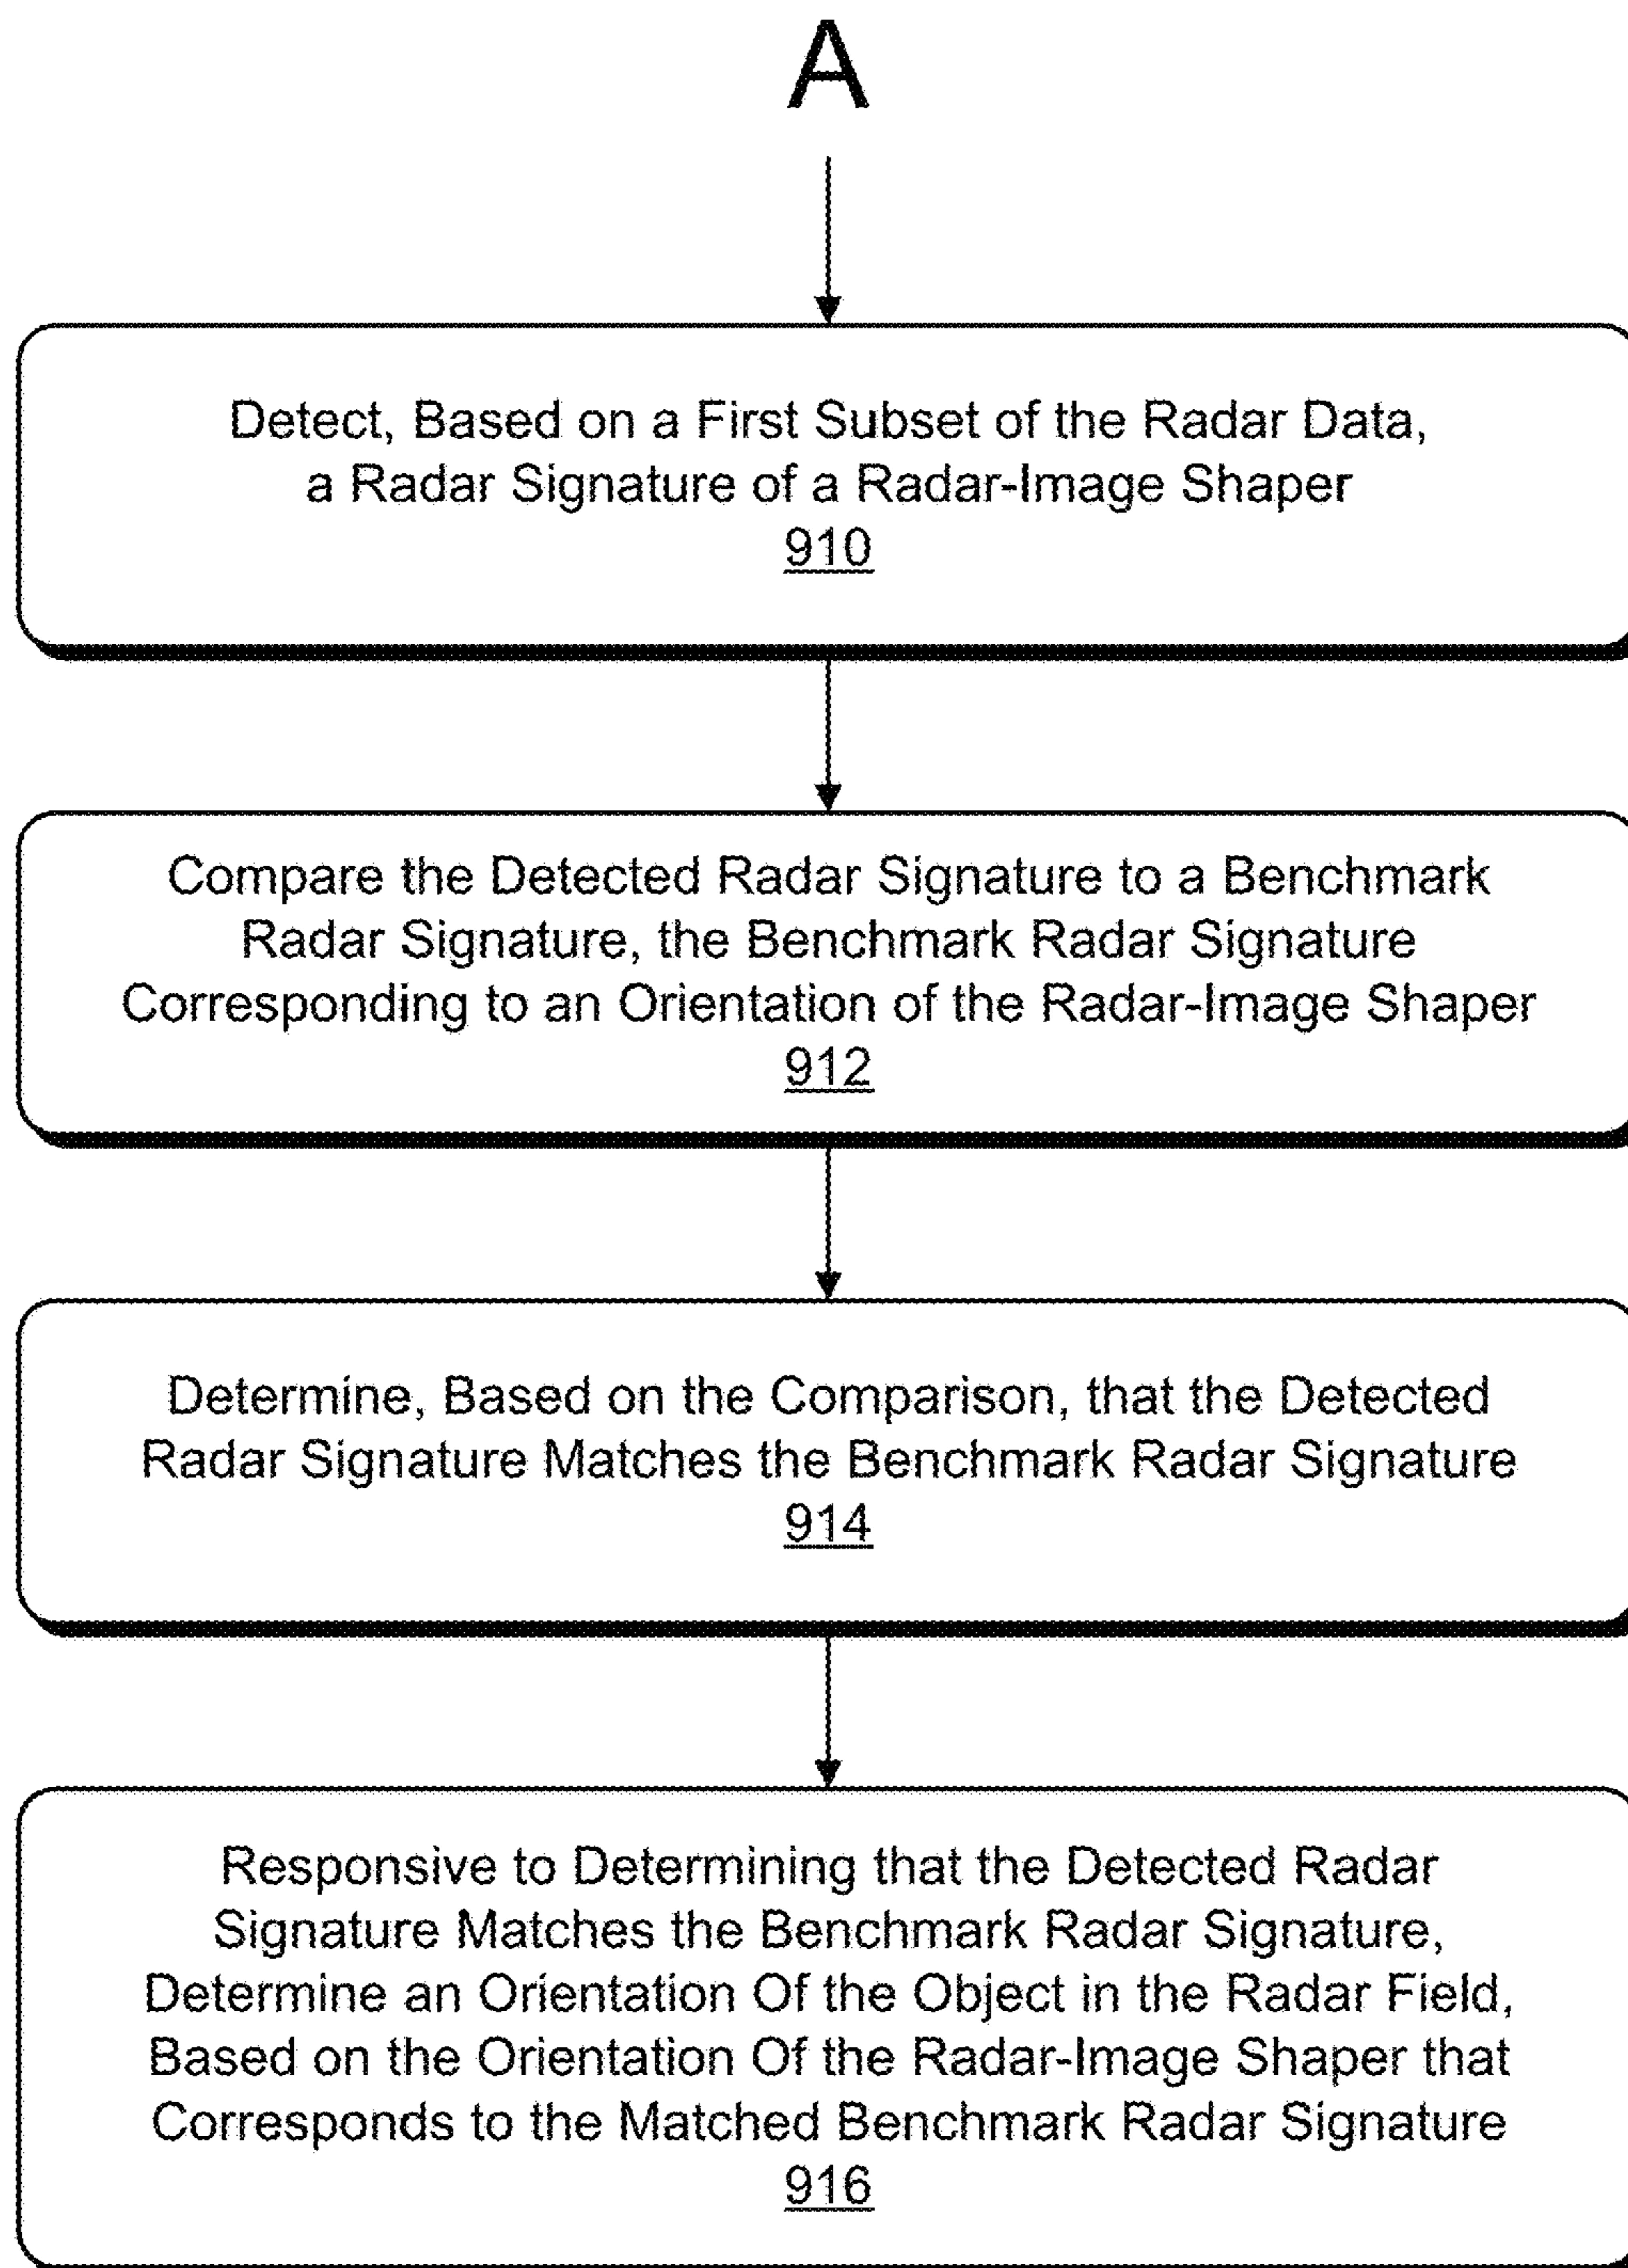 A
Detect, Based on a First Subset of the Radar Data,
a Radar Signature of a Radar-Image Shaper
910
Compare the Detected Radar Signature to a Benchmark
Radar Signature, the Benchmark Radar Signature
Corresponding to an Orientation of the Radar-Image Shaper
912
Determine, Based on the Comparison, that the Detected
Radar Signature Matches the Benchmark Radar Signature
914
Responsive to Determining that the Detected Radar
Signature Matches the Benchmark Radar Signature,
Determine an Orientation Of the Object in the Radar Field,
Based on the Orientation Of the Radar-Image Shaper that
Corresponds to the Matched Benchmark Radar Signature
916